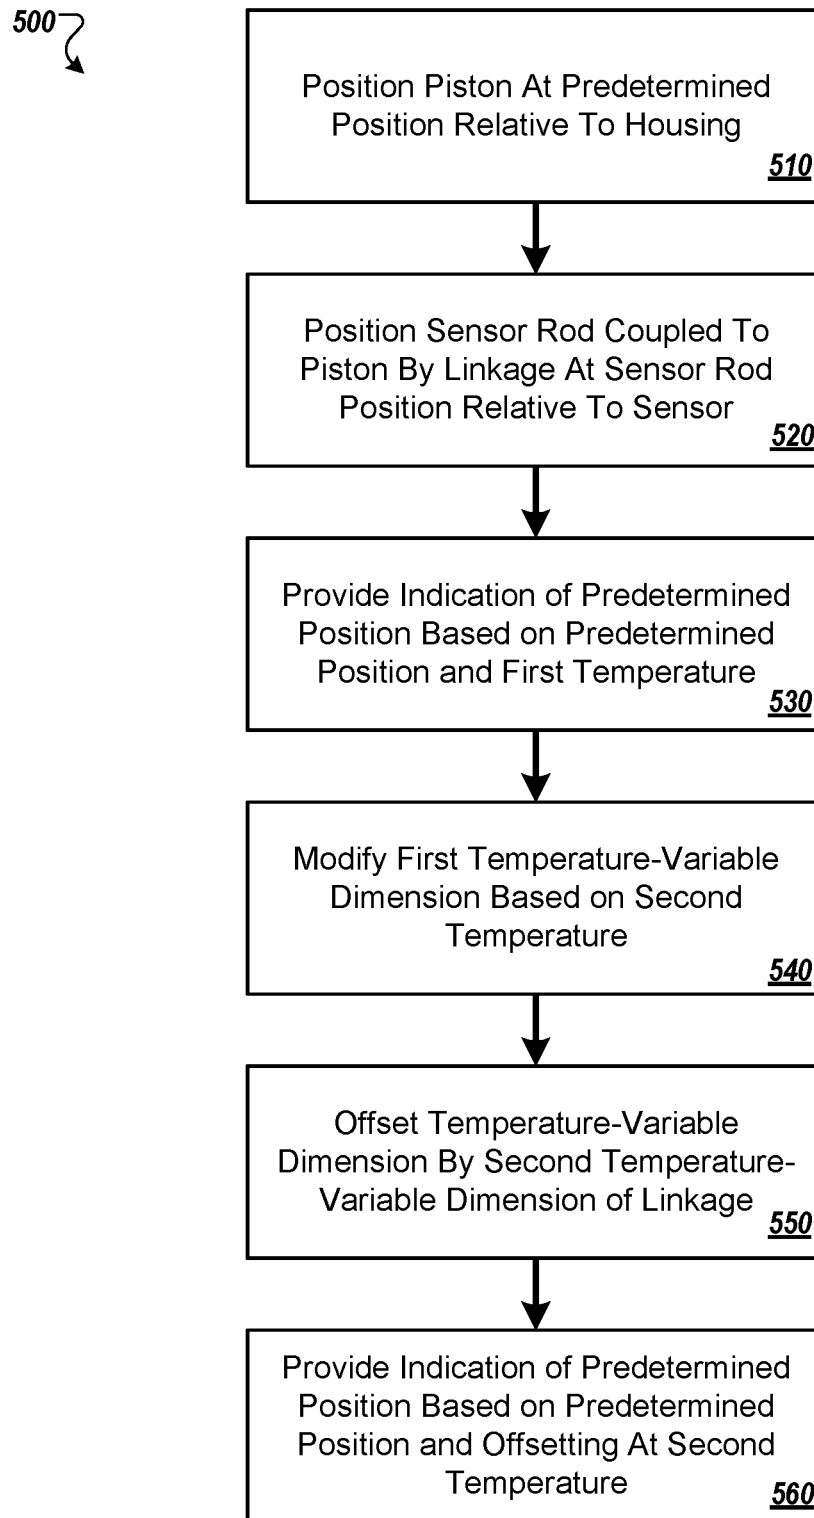 500
Position Piston At Predetermined
Position Relative To Housing
510
Position Sensor Rod Coupled To
Piston By Linkage At Sensor Rod
Position Relative To Sensor
520
Provide Indication of Predetermined
Position Based on Predetermined
Position and First Temperature
530
Modify First Temperature-Variable
Dimension Based on Second
Temperature
540
Offset Temperature-Variable
Dimension By Second Temperature-
Variable Dimension of Linkage
550
Provide Indication of Predetermined
Position Based on Predetermined
Position and Offsetting At Second
Temperature
560